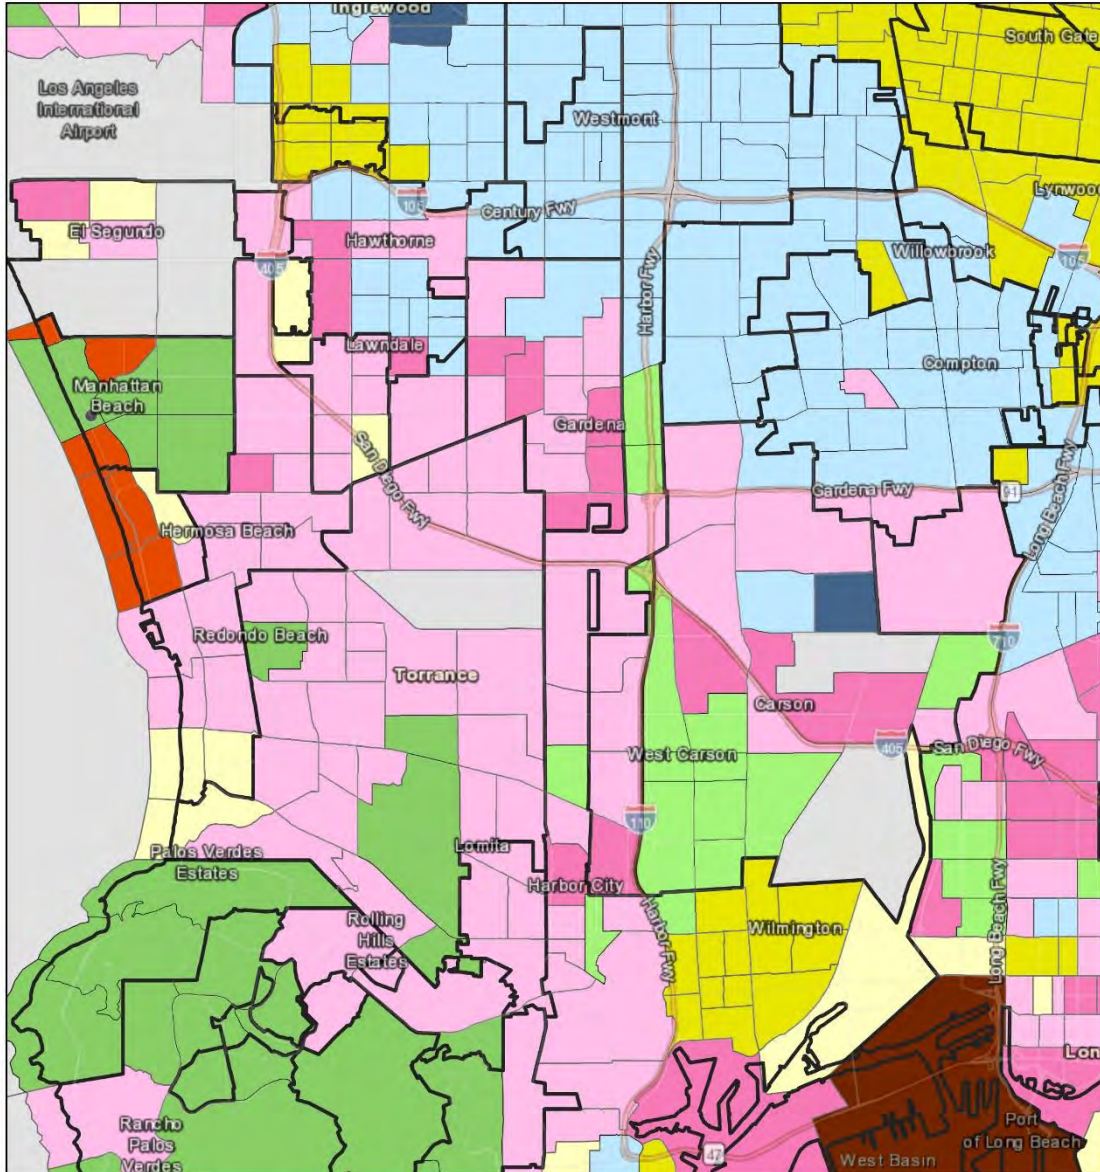 Inglewood
South Gate
Los Angeles
International
Airport
Westmont
105
Century Fwy
Lynwood
El Segundo
Hawthorne
Willowbrook
405
Harbor Fwy
105
Lawndale
Compton
Manhattan
Beach
Gardena
San Diego Fwy
Gardena Fwy
91
Long Beach Fwy
Hermosa Beach
Redondo Beach
710
Torrance
Carson
West Carson
405
San Diego Fwy
110
Lomita
Palos Verdes
Estates
Harbor City
Long Beach Fwy
Rolling
Hills
Estates
Harbor Fwy
Wilmington
Lon
Rancho
Palos
Verdes
Port
of Long Beach
47
West Basin